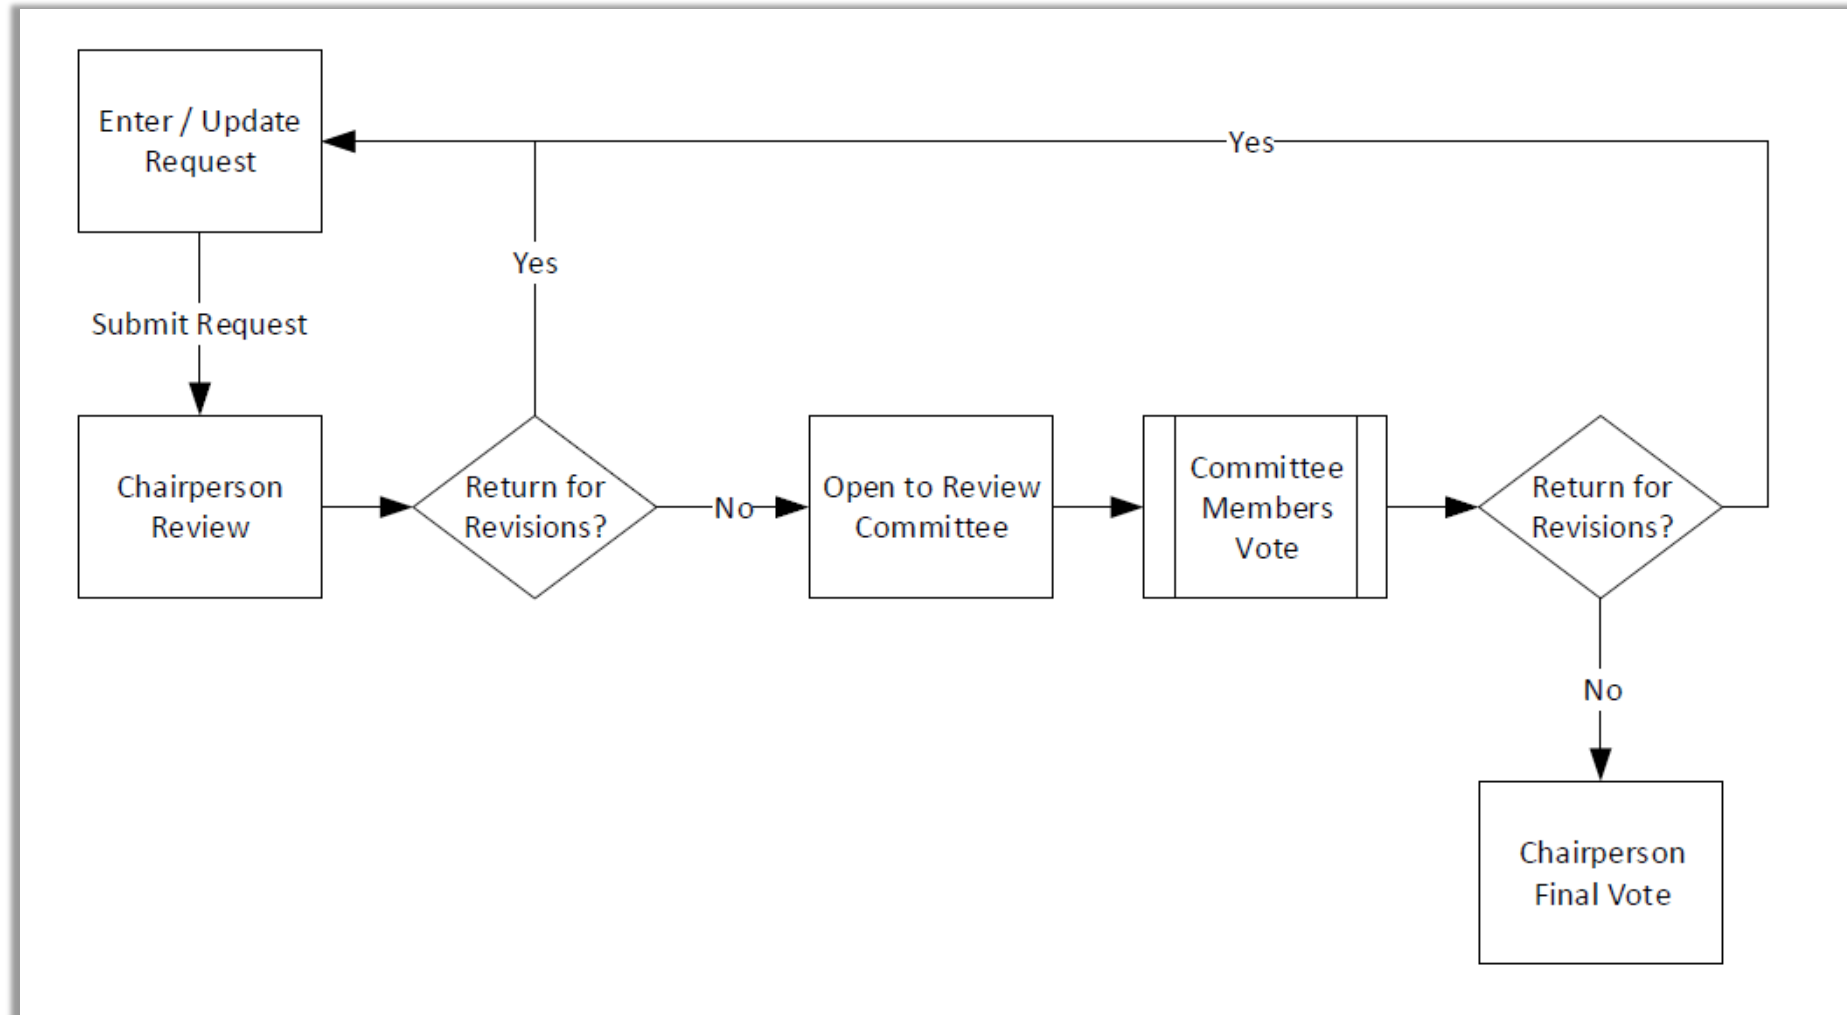 Enter / Update
Request
Yes
Yes
Submit Request
Chairperson
Review
Return for
Revisions?
No
Open to Review
Committee
Committee
Members
Vote
Return for
Revisions?
No
Chairperson
Final Vote